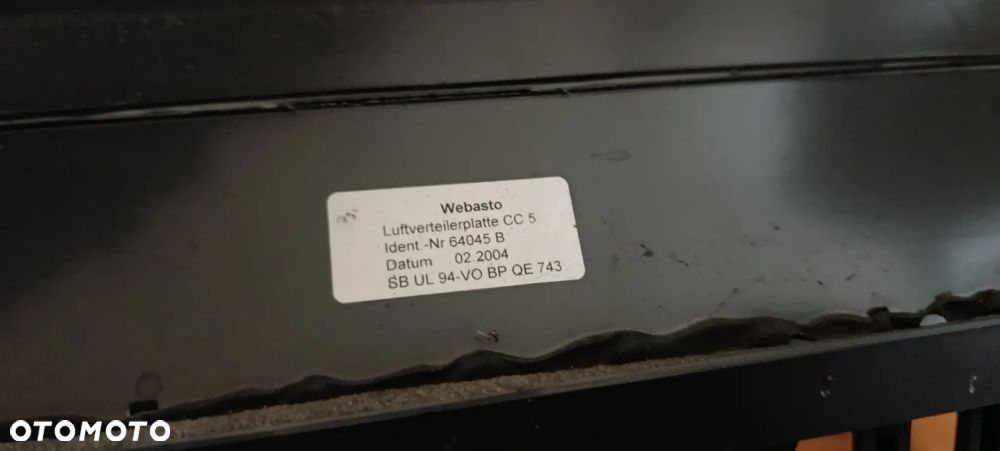 Webasto
Luftverteilerplatte CC 5
Ident.-Nr 64045 B
Datum 02.2004
SB UL 94-VO BP QE 743
OTOMOTO